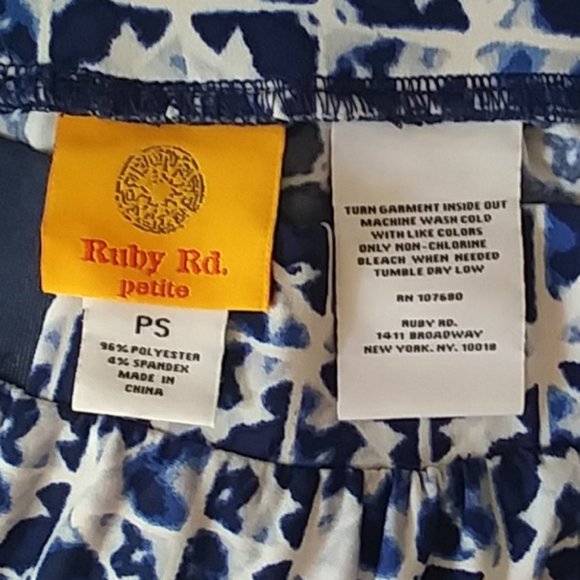 Ruby Rd.
petite
PS
96% POLYESTER
4% SPANDEX
MADE IN
CHINA
TURN GARMENT INSIDE OUT
MACHINE WASH COLD
WITH LIKE COLORS
ONLY NON-CHLORINE
BLEACH WHEN NEEDED
TUMBLE DRY LOW
RN 107680
RUBY RD.
1411 BROADWAY
NEW YORK. NY. 10018